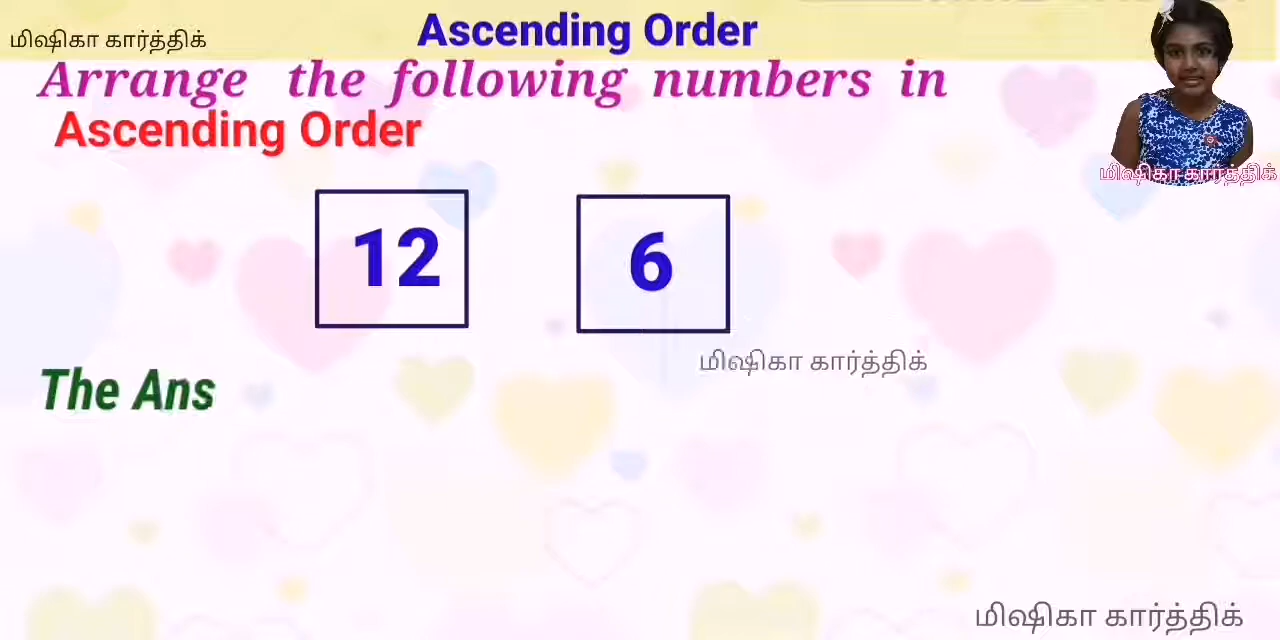 மிஷிகா கார்த்திக்
Ascending Order
Arrange the following numbers in
Ascending Order
மிஷிகா கார்த்திக்
12
6
மிஷிகா கார்த்திக்
The Ans
மிஷிகா கார்த்திக்